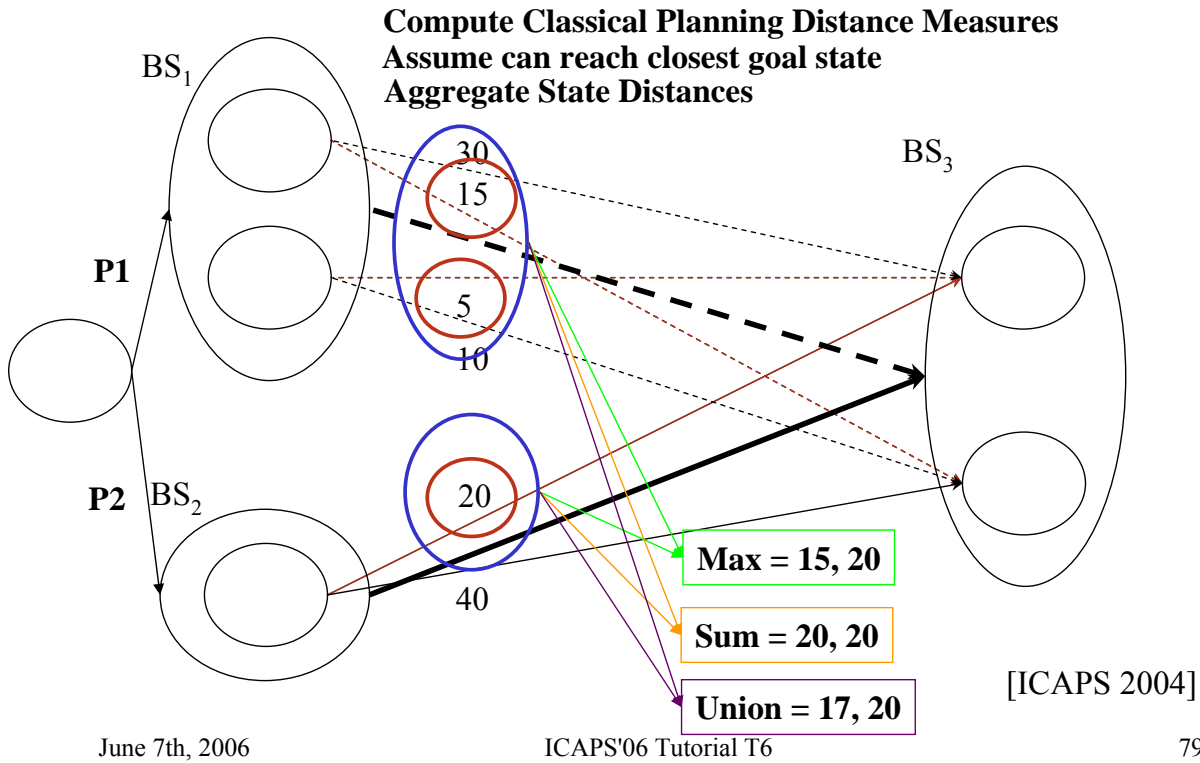 Compute Classical Planning Distance Measures
Assume can reach closest goal state
Aggregate State Distances
BS1
BS3
30
15
P1
5
10
P2
BS2
20
40
Max = 15, 20
Sum = 20, 20
Union = 17, 20
[ICAPS 2004]
June 7th, 2006
ICAPS'06 Tutorial T6
79